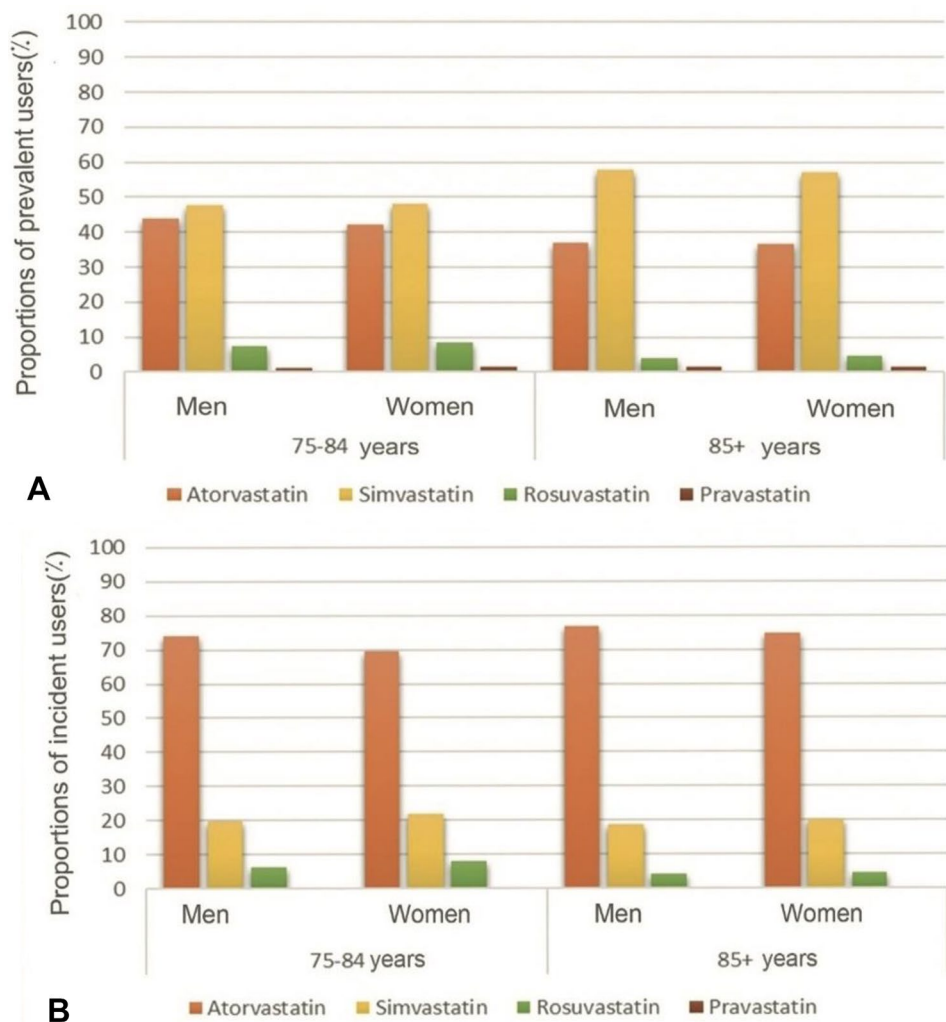 Proportions of prevalent users(%)
100
90
80
70
60
50
40
30
20
10
0
Men
Women
Men
Women
75-84 years
85+ years
A
Atorvastatin Simvastatin Rosuvastatin Pravastatin
Proportions of incident users(%)
100
90
80
70
60
50
40
30
20
10
0
Men
Women
Men
Women
75-84 years
85+ years
B
Atorvastatin Simvastatin Rosuvastatin Pravastatin